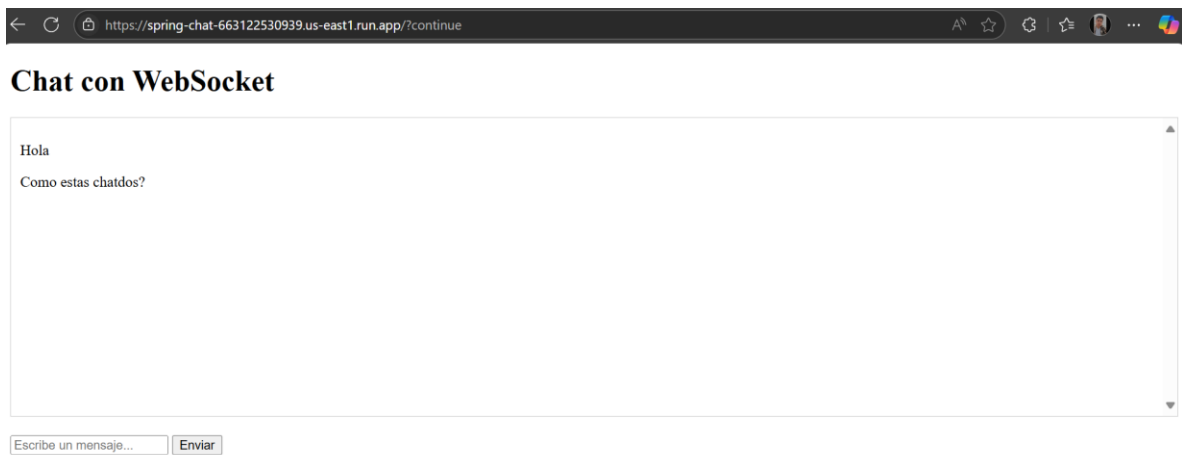 https://spring-chat-663122530939.us-east1.run.app/?continue
Chat con WebSocket
Hola
Como estas chatdos?
Escribe un mensaje... Enviar